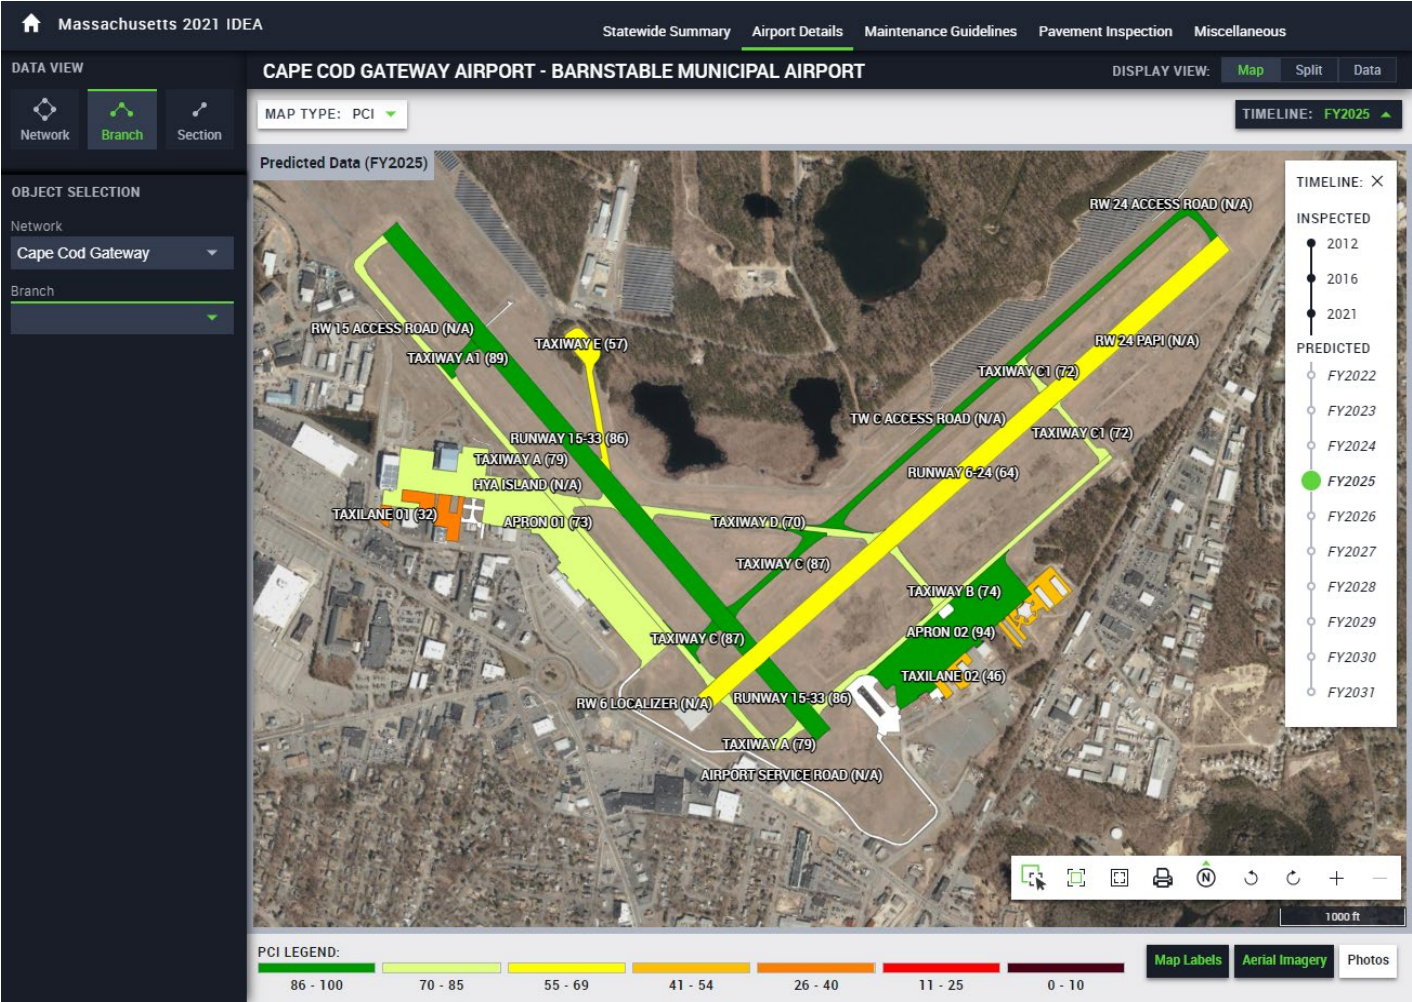 Massachusetts 2021 IDEA
Statewide Summary
Airport Details
Maintenance Guidelines
Pavement Inspection
Miscellaneous
DATA VIEW
Network
Branch
Section
OBJECT SELECTION
Network
Cape Cod Gateway
Branch
CAPE COD GATEWAY AIRPORT - BARNSTABLE MUNICIPAL AIRPORT
DISPLAY VIEW: Map Split Data
MAP TYPE: PCI
TIMELINE: FY2025
Predicted Data (FY2025)
RW 24 ACCESS ROAD (N/A)
RW 15 ACCESS ROAD (N/A)
TAXIWAY E (57)
RW 24 PAPI (N/A)
TAXIWAY A1 (89)
TAXIWAY C1 (72)
TW C ACCESS ROAD (N/A)
TAXIWAY C1 (72)
RUNWAY 15-33 (86)
TAXIWAY A (79)
RUNWAY 6-24 (64)
HYA ISLAND (N/A)
TAXILANE 01 (32)
APRON 01 (73)
TAXIWAY D (70)
TAXIWAY C (87)
TAXIWAY B (74)
APRON 02 (94)
TAXIWAY C (87)
TAXILANE 02 (46)
RUNWAY 15-33 (86)
RW 6 LOCALIZER (N/A)
TAXIWAY A (79)
AIRPORT SERVICE ROAD (N/A)
TIMELINE:
INSPECTED
2012
2016
2021
PREDICTED
FY2022
FY2023
FY2024
FY2025
FY2026
FY2027
FY2028
FY2029
FY2030
FY2031
N
1000 ft
PCI LEGEND:
86 - 100
70 - 85
55 - 69
41 - 54
26 - 40
11 - 25
0 - 10
Map Labels
Aerial Imagery
Photos